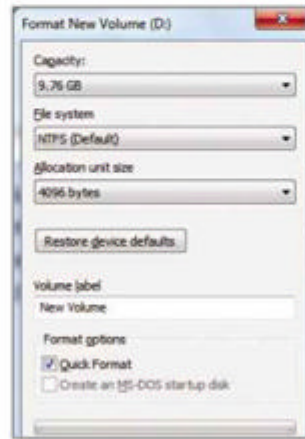 Format New Volume (D:)
Capacity:
9.76 GB
File system
NTFS (Default)
Allocation unit size
4096 bytes
Restore device defaults
Volume label
New Volume
Format options
Quick Format
Create an MS-DOS startup disk